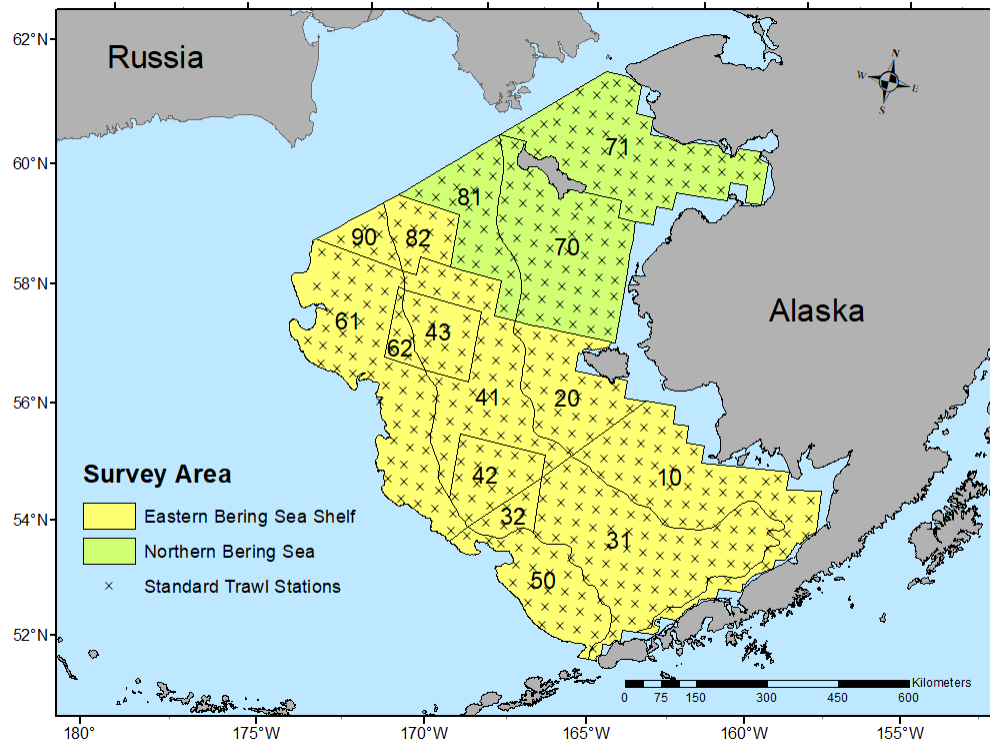 62°N
Russia
N
W
E
S
71
60°N
81
90
82
70
58°N
Alaska
61
43
62
56°N
41
20
Survey Area
42
10
54°N
Eastern Bering Sea Shelf
32
31
Northern Bering Sea
50
Standard Trawl Stations
52°N
Kilometers
0 75 150 300 450 600
180° 175°W 170°W 165°W 160°W 155°W